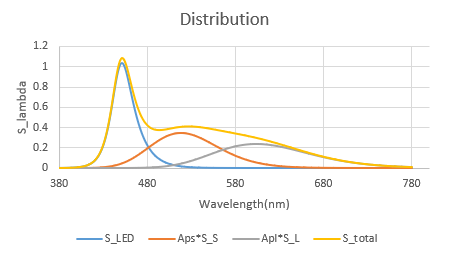 Distribution
1.2
1
0.8
0.6
0.4
0.2
0
S_lambda
380 480 580 680 780
Wavelength(nm)
S_LED Aps*S_S Apl*S_L S_total